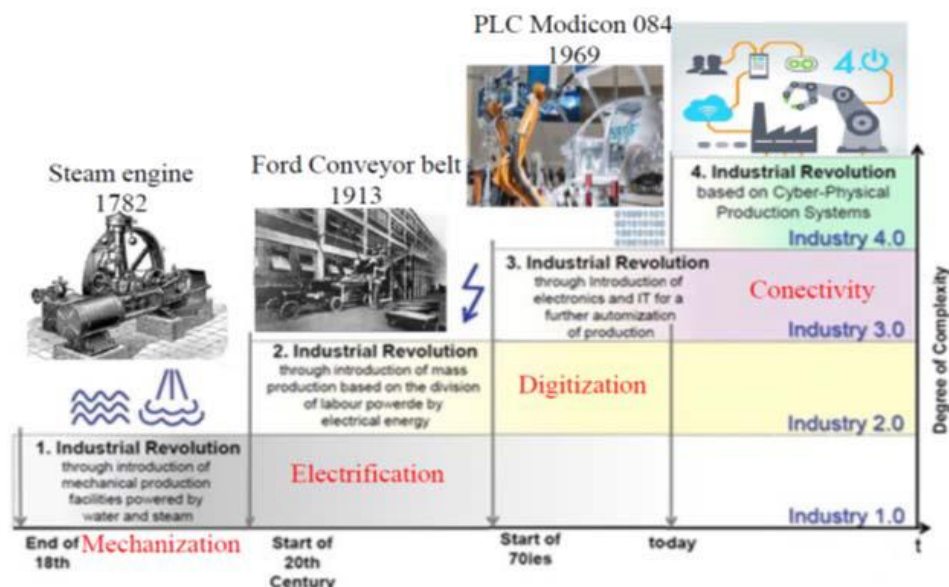 PLC Modicon 084
1969
4.0
Steam engine
1782
Ford Conveyor belt
1913
4. Industrial Revolution
based on Cyber-Physical
Production Systems
Industry 4.0
3. Industrial Revolution
through Introduction of
electronics and IT for a
further automization
of production
Conectivity
Industry 3.0
2. Industrial Revolution
through introduction of mass
production based on the division
of labour powerde by
electrical energy
Digitization
Industry 2.0
1. Industrial Revolution
through introduction of
mechanical production
facilities powered by
water and steam
Electrification
Industry 1.0
Degree of Complexity
End of
18th
Mechanization
Start of
20th
Century
Start of
70ies
today
t